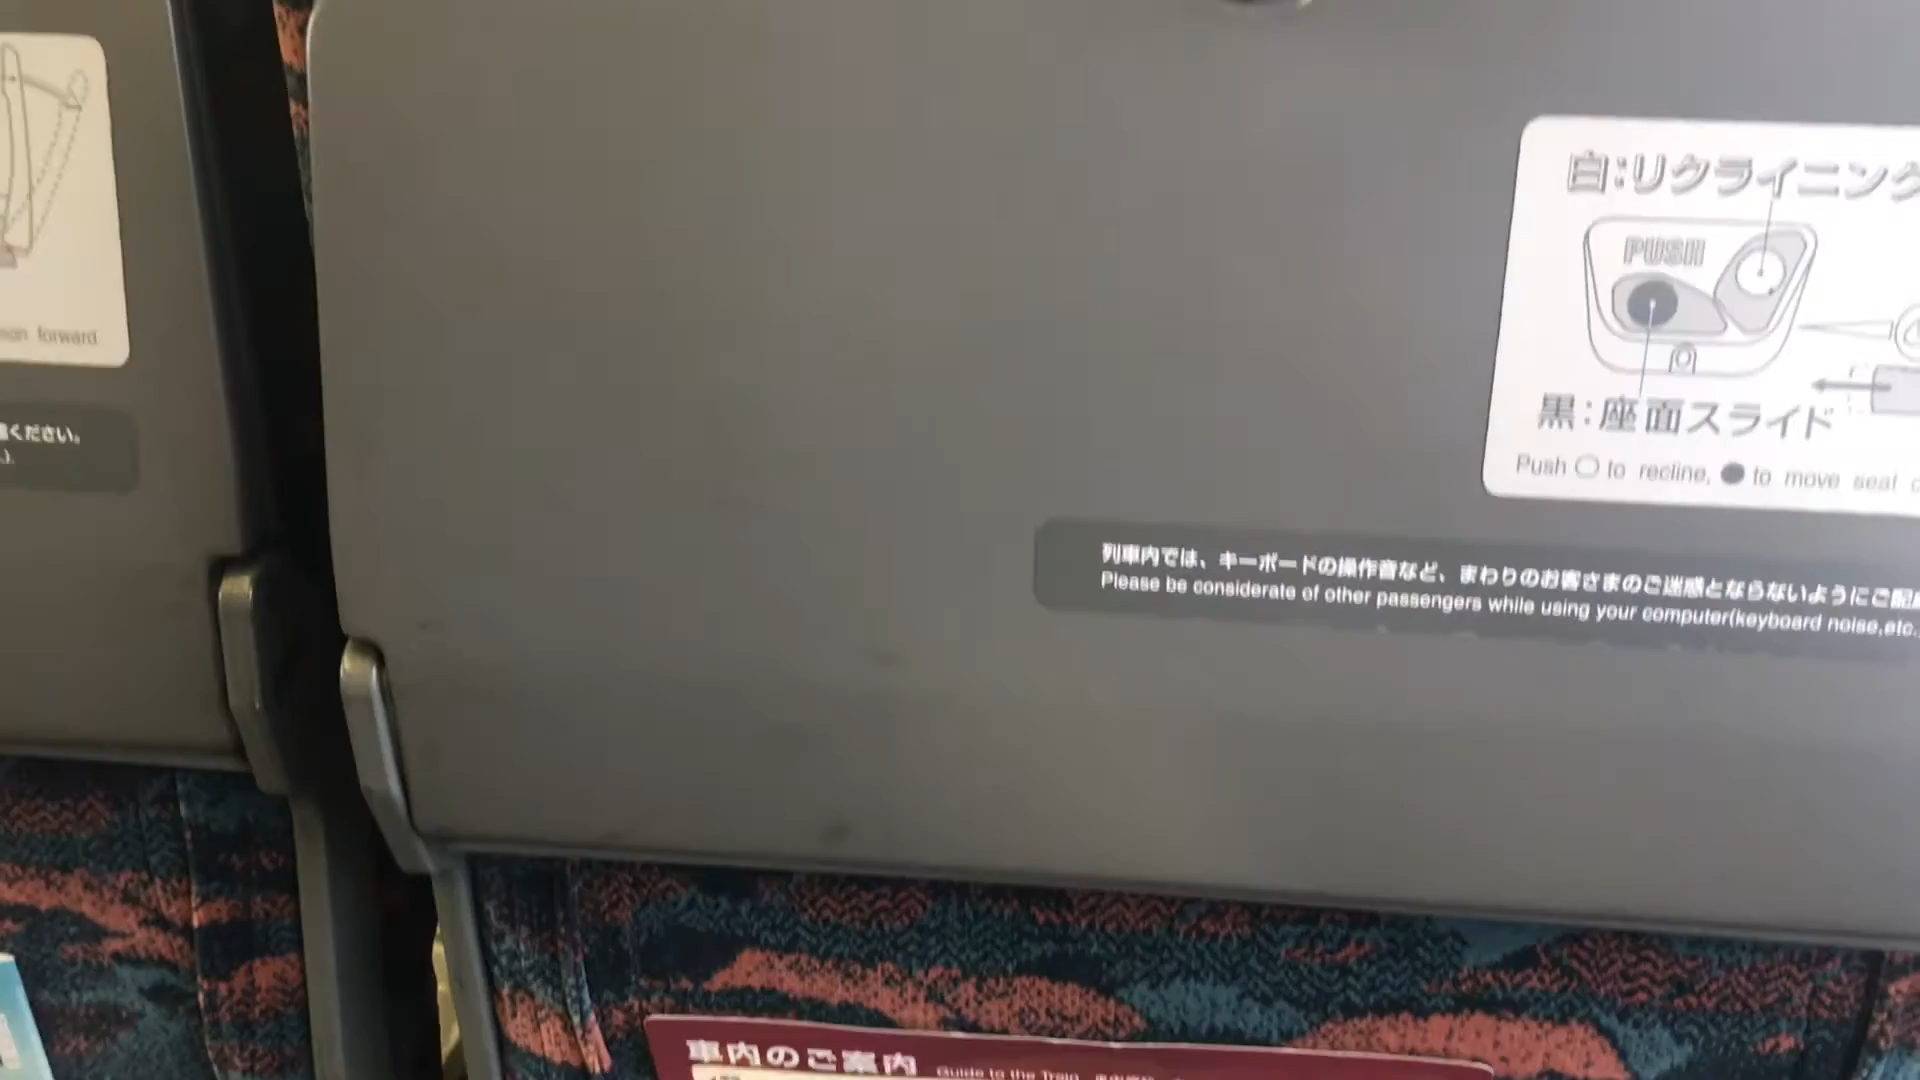 forward.
ください。
白:リクライニング
PUSH
黒:座面スライド
Push ○ to recline, ● to move seat
列車内では、キーボードの操作音など、まわりのお客さまのご迷惑とならないようにご配
Please be considerate of other passengers while using your computer(keyboard noise,etc.
車内のご案内 Guide to the Train